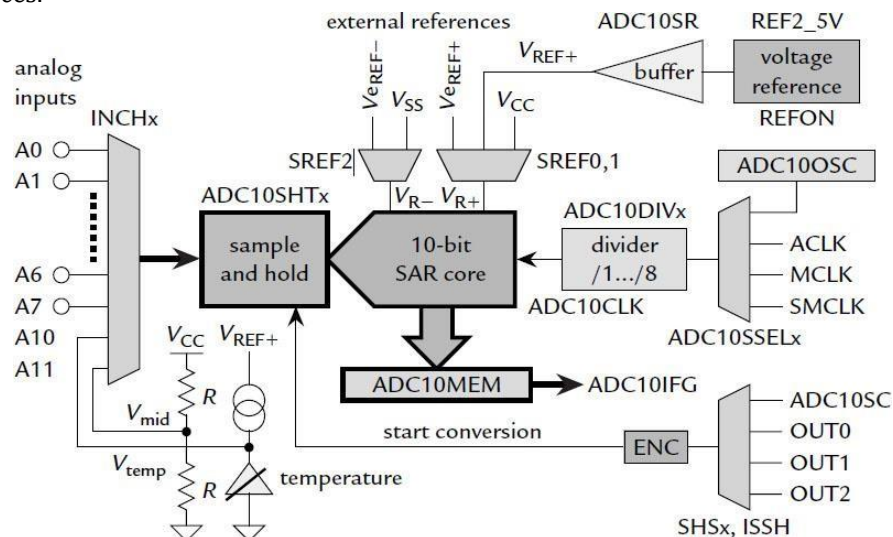 ces.
external references
ADC10SR
REF2_5V
VeREF−
VSS
VeREF+
VCC
VREF+
buffer
voltage
reference
REFON
analog
inputs
INCHx
A0
A1
A6
A7
A10
A11
SREF2
SREF0,1
VR−
VR+
ADC10SHTx
sample
and hold
10-bit
SAR core
ADC10DIVx
divider
/1.../8
ADC10CLK
ADC10OSC
ACLK
MCLK
SMCLK
ADC10SSELx
VCC
VREF+
R
Vmid
Vtemp
R
temperature
ADC10MEM
ADC10IFG
start conversion
ENC
ADC10SC
OUT0
OUT1
OUT2
SHSx, ISSH